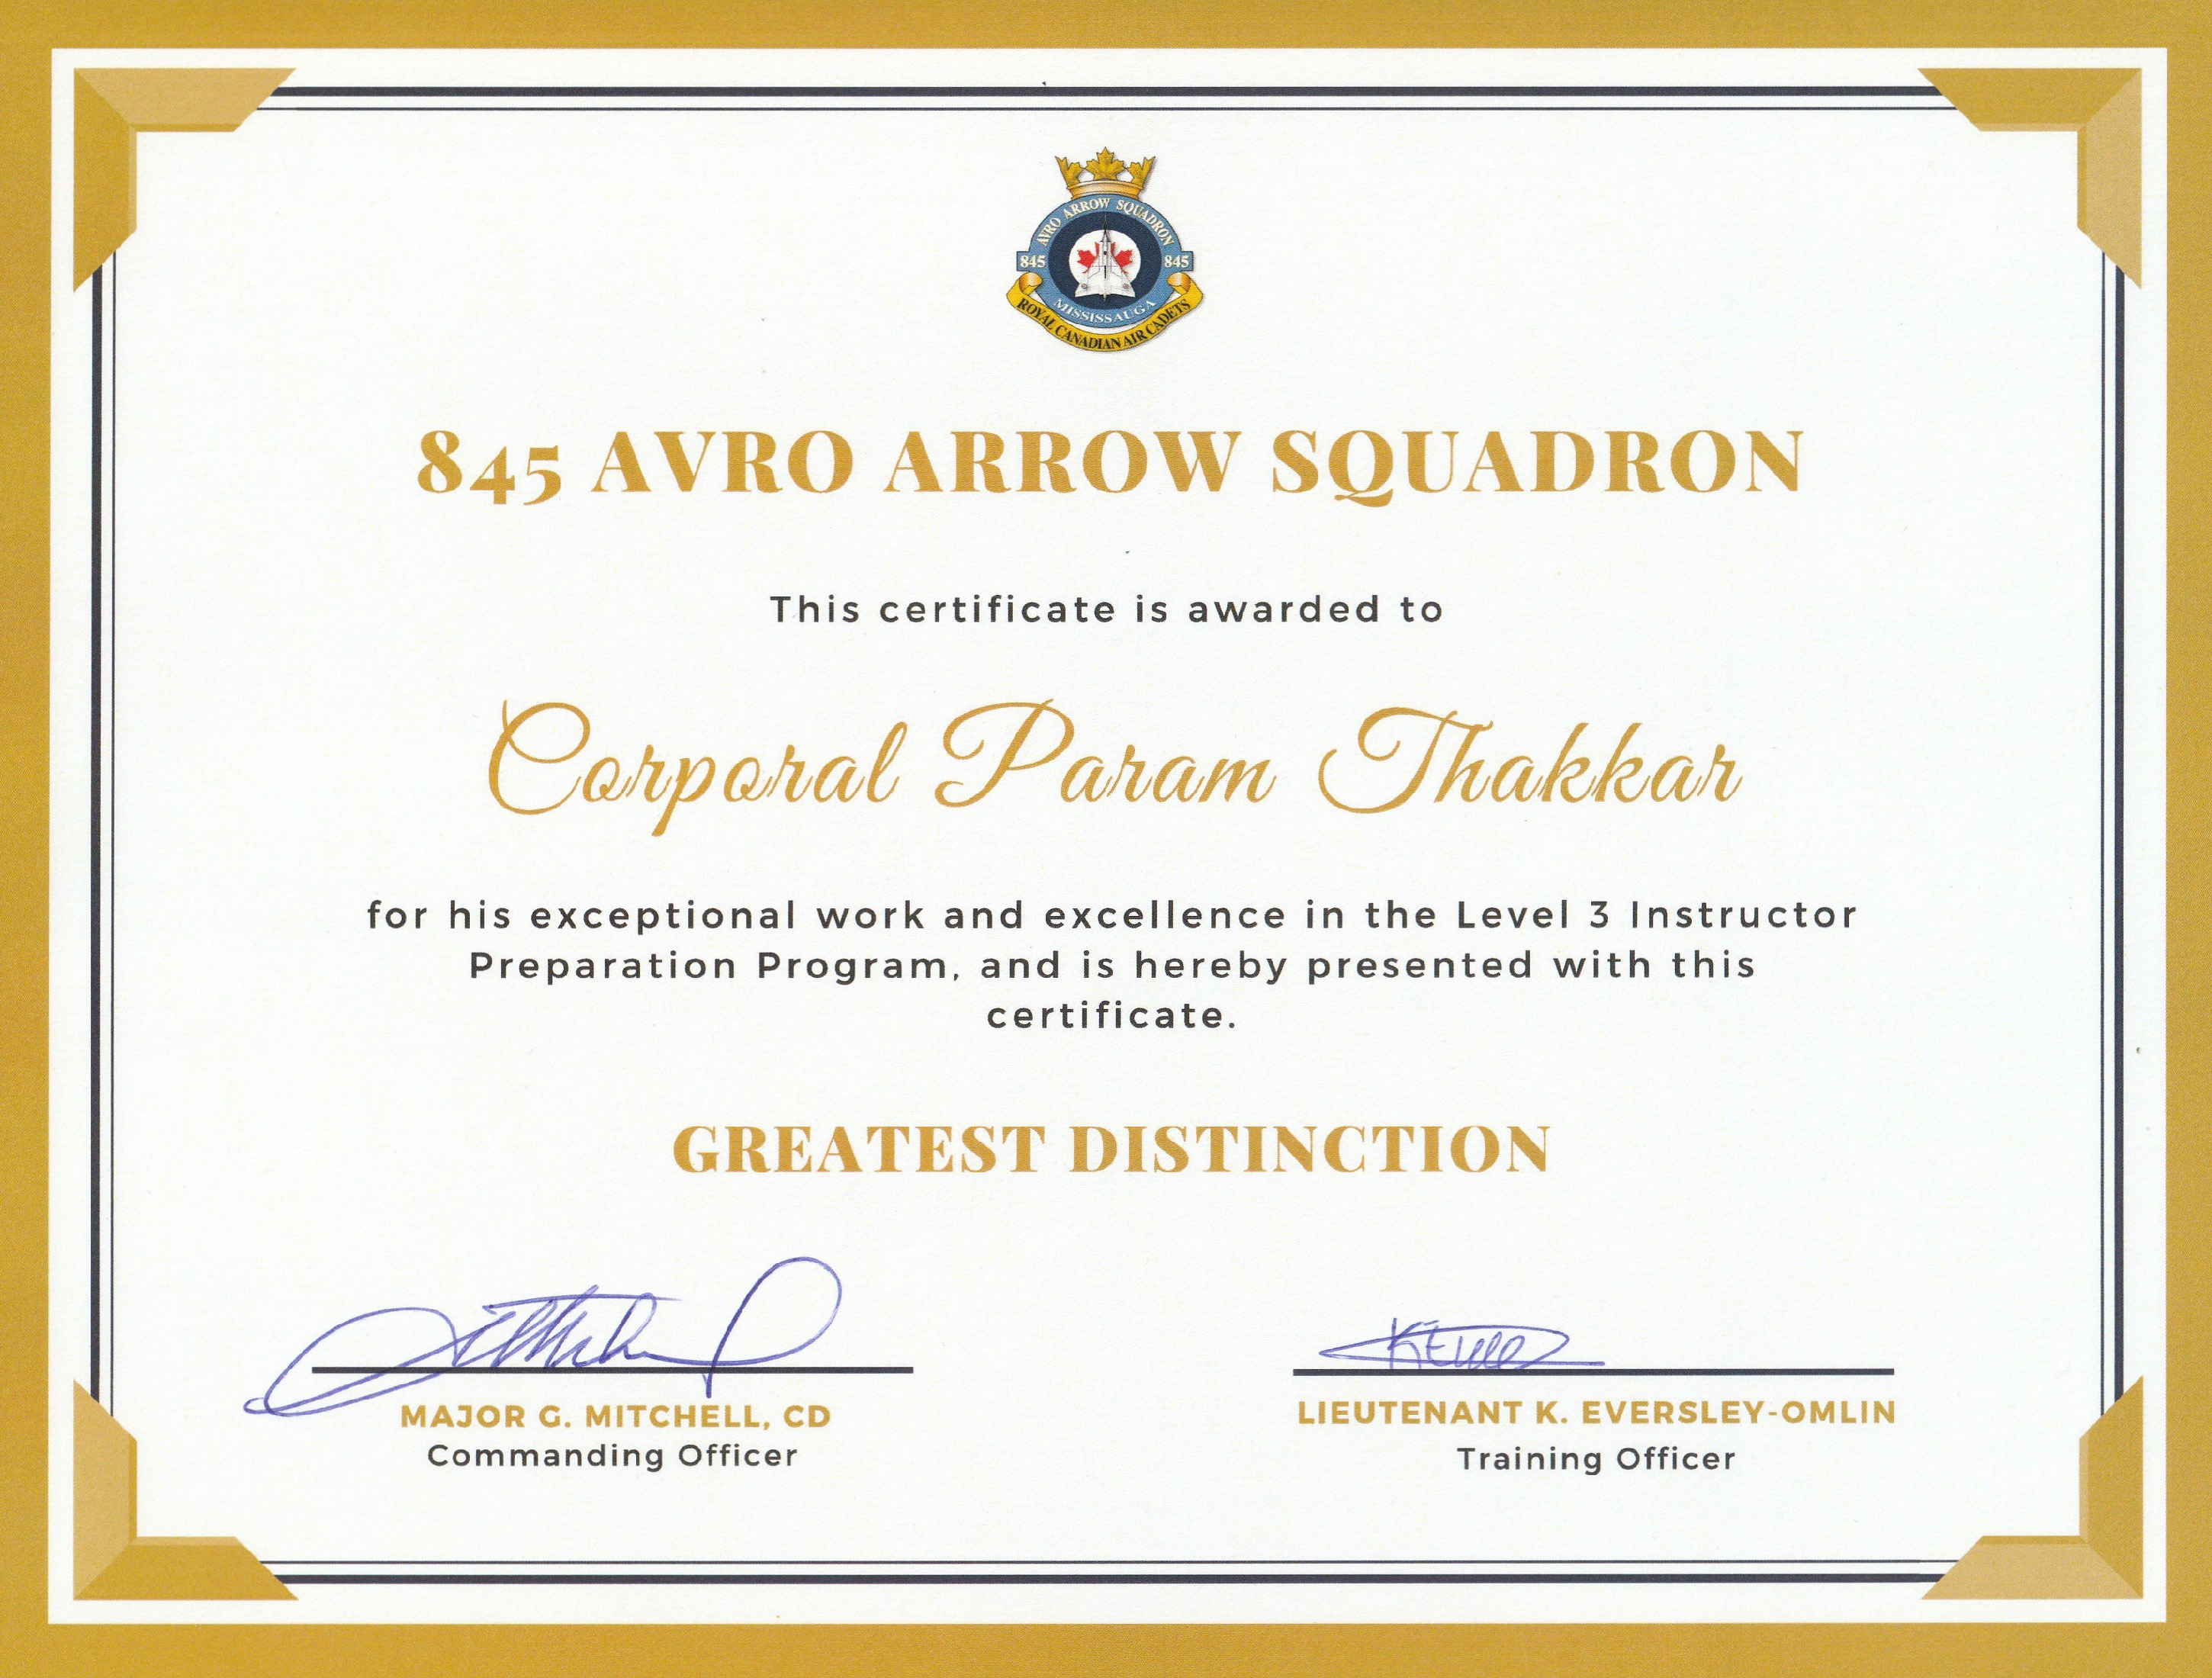 AVRO ARROW SQUADRON
845 845
MISSISSAUGA
ROYAL CANADIAN AIR CADETS
845 AVRO ARROW SQUADRON
This certificate is awarded to
Corporal Param Thakkar
for his exceptional work and excellence in the Level 3 Instructor
Preparation Program, and is hereby presented with this
certificate.
GREATEST DISTINCTION
MAJOR G. MITCHELL, CD
Commanding Officer
LIEUTENANT K. EVERSLEY-OMLIN
Training Officer